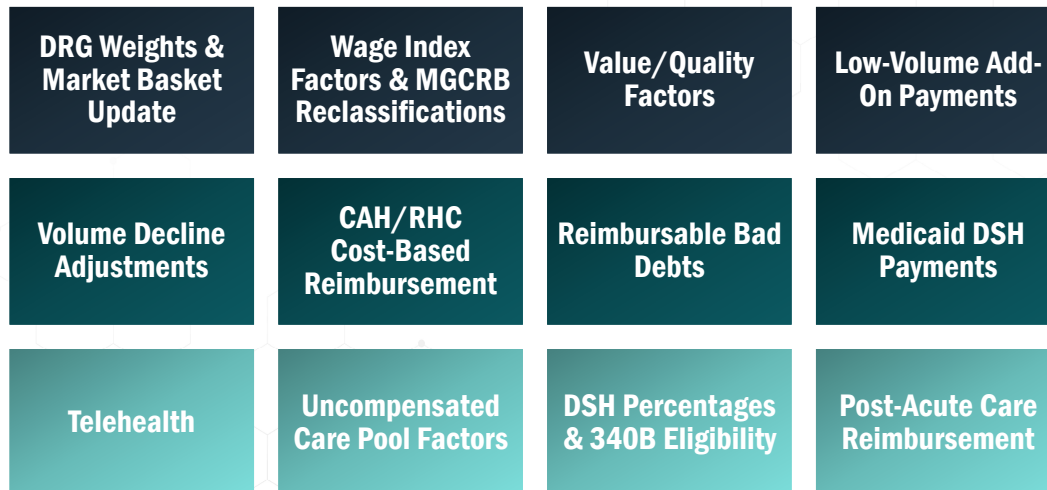 DRG Weights &
Market Basket
Update
Wage Index
Factors & MGCRB
Reclassifications
Value/Quality
Factors
Low-Volume Add-
On Payments
Volume Decline
Adjustments
CAH/RHC
Cost-Based
Reimbursement
Reimbursable Bad
Debts
Medicaid DSH
Payments
Telehealth
Uncompensated
Care Pool Factors
DSH Percentages
& 340B Eligibility
Post-Acute Care
Reimbursement